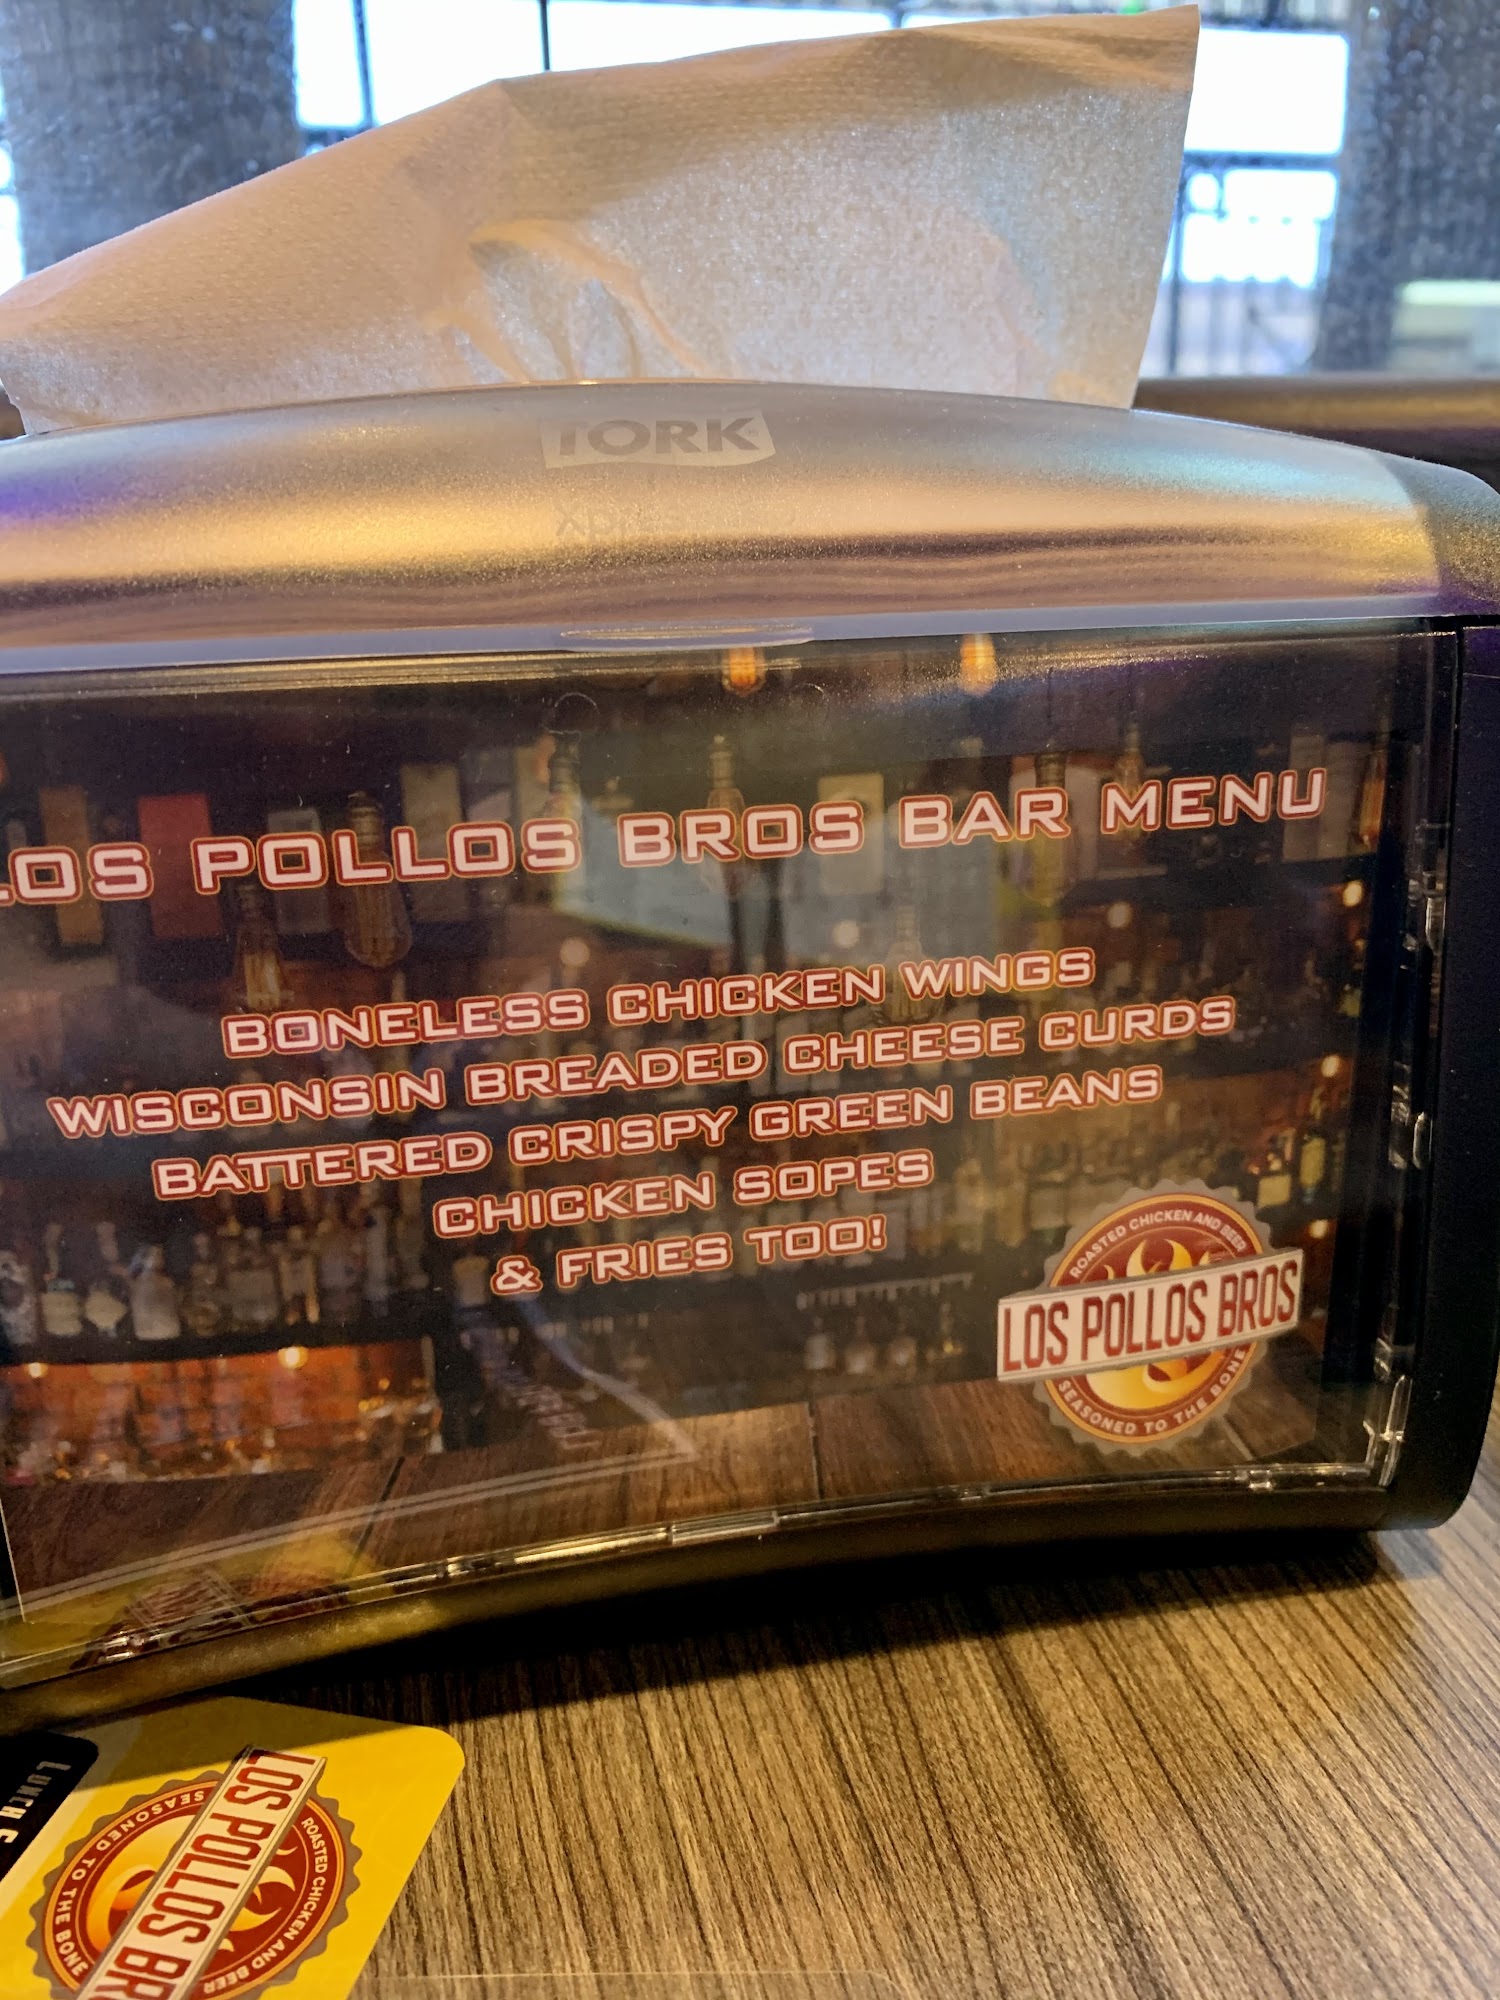 TORK
LOS POLLOS BROS BAR MENU
BONELESS CHICKEN WINGS
WISCONSIN BREADED CHEESE CURDS
BATTERED CRISPY GREEN BEANS
CHICKEN SOPES
& FRIES TOO!
ROASTED CHICKEN AND BEER
LOS POLLOS BROS
SEASONED TO THE BONE
LUNCH
ROASTED CHICKEN AND BEER
LOS POLLOS BR
SEASONED TO THE BONE